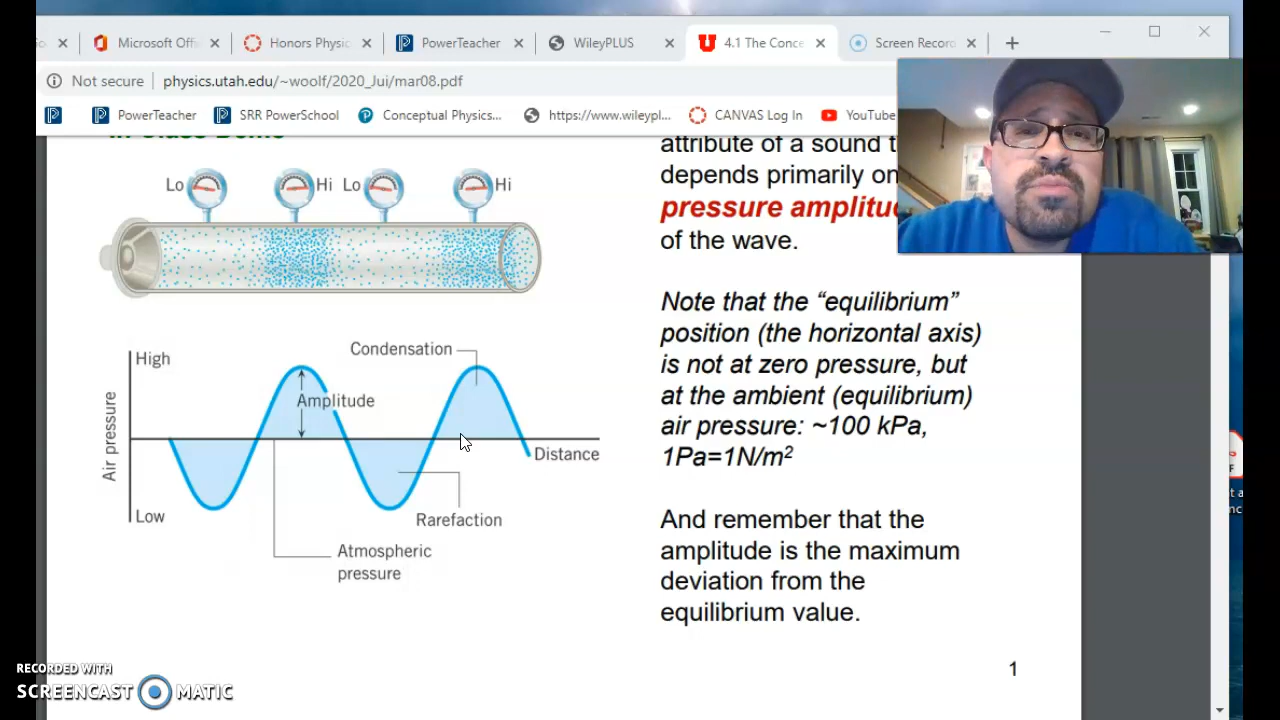 Microsoft Offi
Honors Physic
PowerTeacher
WileyPLUS
4.1 The Conce
Screen Record
Not secure
physics.utah.edu/~woolf/2020_Jui/mar08.pdf
PowerTeacher
SRR PowerSchool
Conceptual Physics...
https://www.wileypl...
CANVAS Log In
YouTube
In Class Demo
Lo
Hi
Lo
Hi
High
Condensation
Amplitude
Air pressure
Distance
Low
Rarefaction
Atmospheric
pressure
attribute of a sound t
depends primarily on
pressure amplitu
of the wave.
Note that the “equilibrium”
position (the horizontal axis)
is not at zero pressure, but
at the ambient (equilibrium)
air pressure: ~100 kPa,
1Pa=1N/m²
And remember that the
amplitude is the maximum
deviation from the
equilibrium value.
1
RECORDED WITH
SCREENCAST MATIC